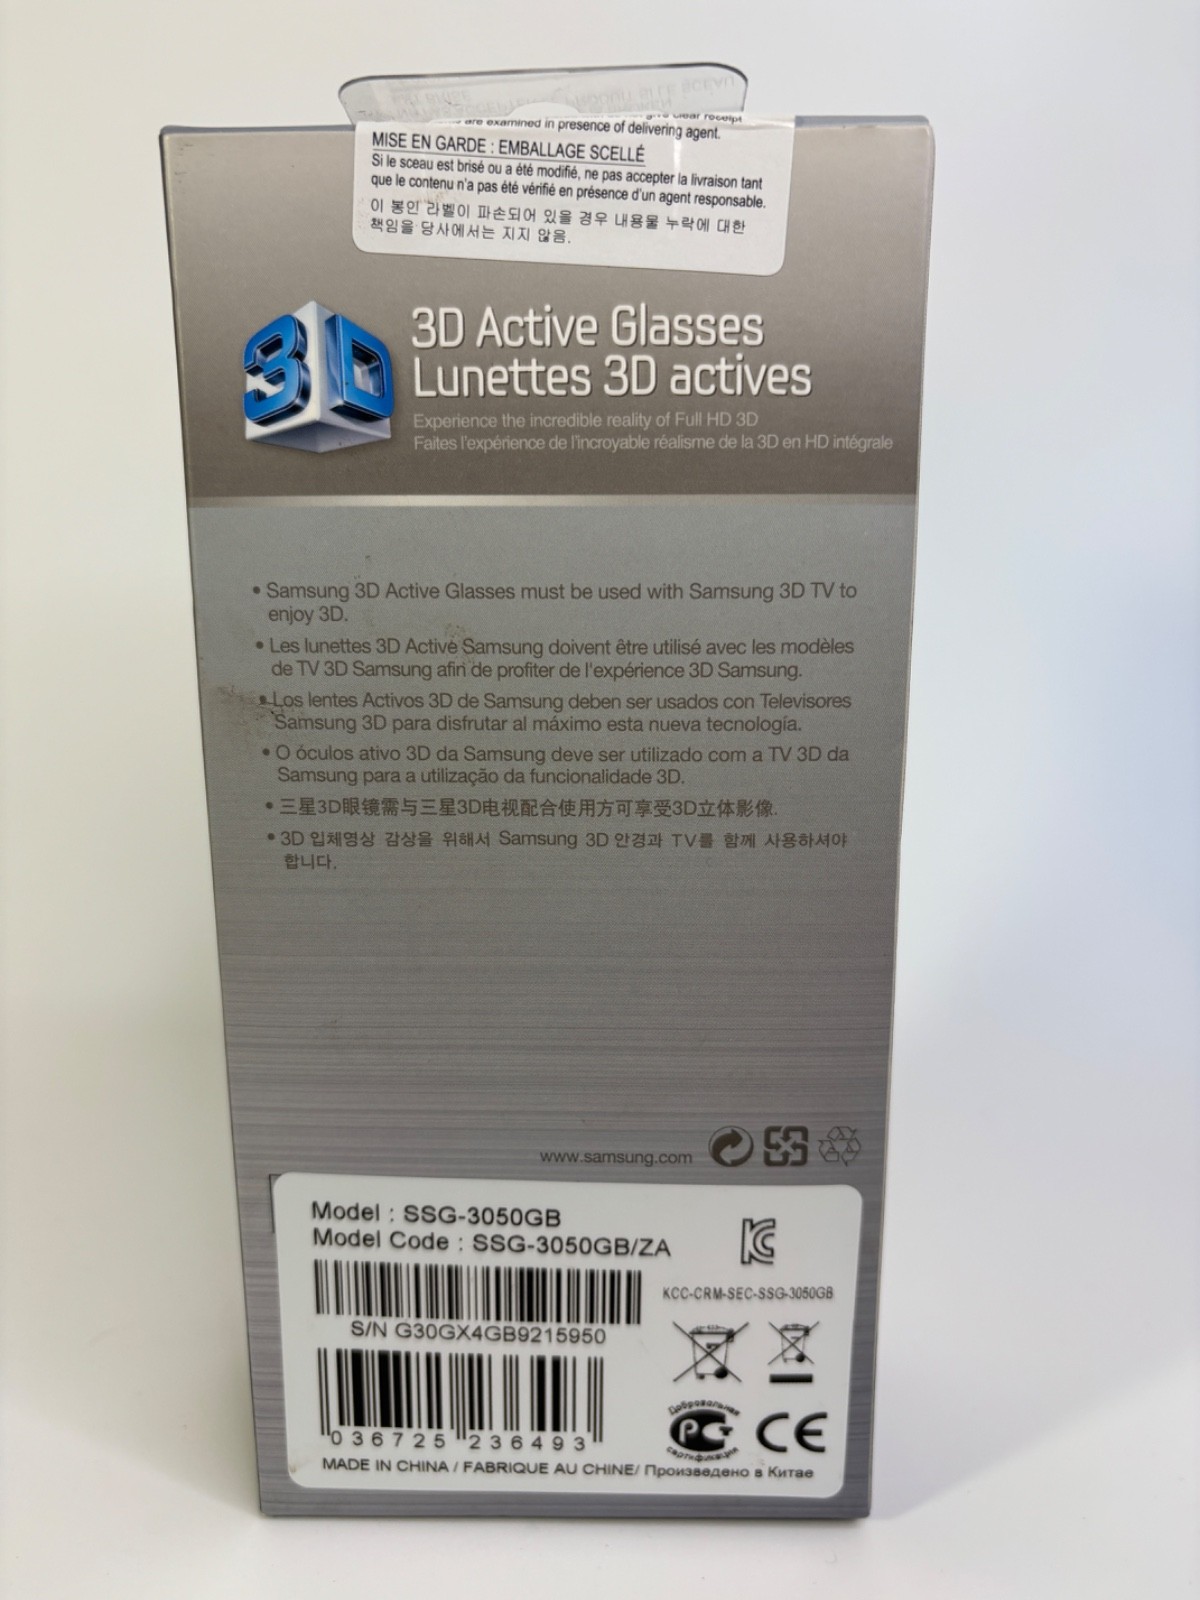 are examined in presence of delivering agent.
MISE EN GARDE : EMBALLAGE SCELLÉ
Si le sceau est brisé ou a été modifié, ne pas accepter la livraison tant
que le contenu n'a pas été vérifié en présence d'un agent responsable.
이 봉인 라벨이 파손되어 있을 경우 내용물 누락에 대한
책임을 당사에서는 지지 않음.
3D
3D Active Glasses
Lunettes 3D actives
Experience the incredible reality of Full HD 3D
Faites l'expérience de l'incroyable réalisme de la 3D en HD intégrale
• Samsung 3D Active Glasses must be used with Samsung 3D TV to
enjoy 3D.
• Les lunettes 3D Active Samsung doivent être utilisé avec les modèles
de TV 3D Samsung afin de profiter de l'expérience 3D Samsung.
• Los lentes Activos 3D de Samsung deben ser usados con Televisores
Samsung 3D para disfrutar al máximo esta nueva tecnología.
• O óculos ativo 3D da Samsung deve ser utilizado com a TV 3D da
Samsung para a utilização da funcionalidade 3D.
• 三星3D眼镜需与三星3D电视配合使用方可享受3D立体影像.
• 3D 입체영상 감상을 위해서 Samsung 3D 안경과 TV를 함께 사용하셔야
합니다.
www.samsung.com
Model : SSG-3050GB
Model Code : SSG-3050GB/ZA
KCC-CRM-SEC-SSG-3050GB
S/N G30GX4GB9215950
Добровольная
РСТ
сертификация
CE
036725 236493
MADE IN CHINA / FABRIQUE AU CHINE/ Произведено в Китае